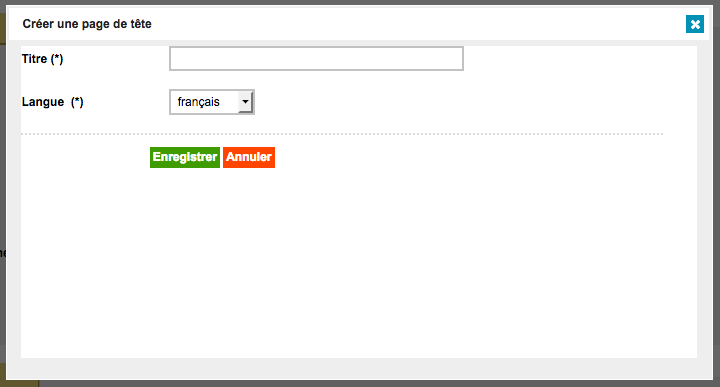 Créer une page de tête
Titre (*)
Langue (*)
français
Enregistrer Annuler